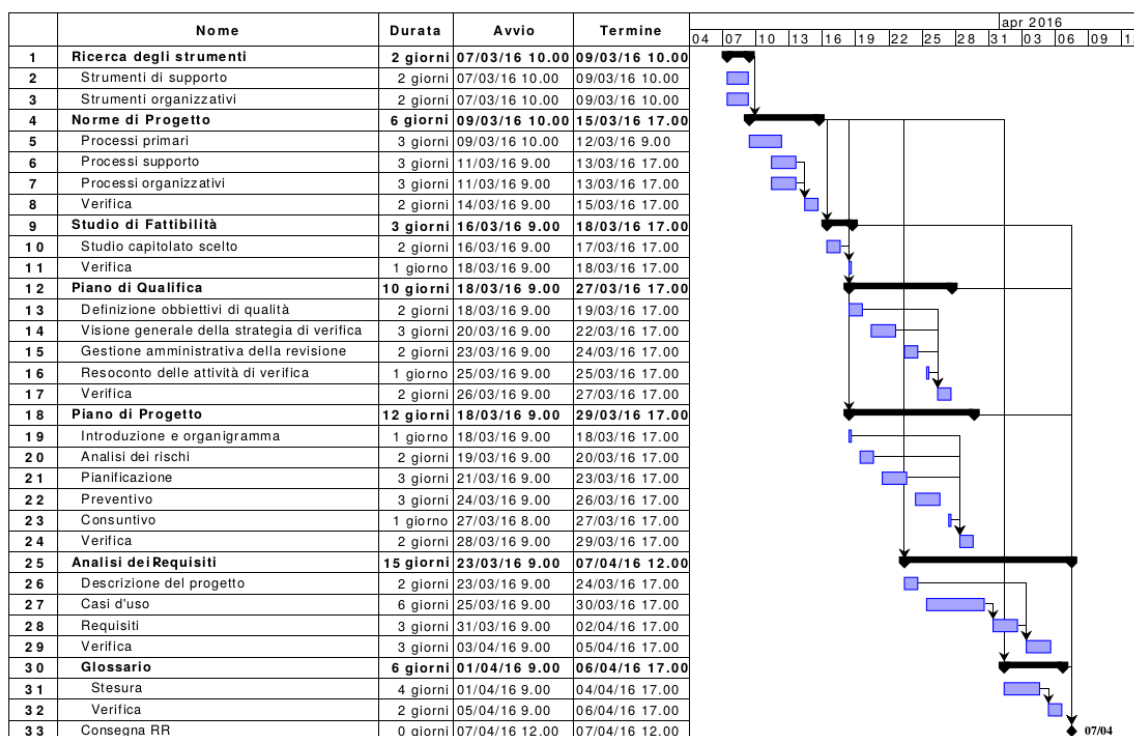 apr 2016
Nome Durata Avvio Termine 04 07 10 13 16 19 22 25 28 31 03 06 09 12
1 Ricerca degli strumenti 2 giorni 07/03/16 10.00 09/03/16 10.00
2 Strumenti di supporto 2 giorni 07/03/16 10.00 09/03/16 10.00
3 Strumenti organizzativi 2 giorni 07/03/16 10.00 09/03/16 10.00
4 Norme di Progetto 6 giorni 09/03/16 10.00 15/03/16 17.00
5 Processi primari 3 giorni 09/03/16 10.00 12/03/16 9.00
6 Processi supporto 3 giorni 11/03/16 9.00 13/03/16 17.00
7 Processi organizzativi 3 giorni 11/03/16 9.00 13/03/16 17.00
8 Verifica 2 giorni 14/03/16 9.00 15/03/16 17.00
9 Studio di Fattibilità 3 giorni 16/03/16 9.00 18/03/16 17.00
10 Studio capitolato scelto 2 giorni 16/03/16 9.00 17/03/16 17.00
11 Verifica 1 giorno 18/03/16 9.00 18/03/16 17.00
12 Piano di Qualifica 10 giorni 18/03/16 9.00 27/03/16 17.00
13 Definizione obbiettivi di qualità 2 giorni 18/03/16 9.00 19/03/16 17.00
14 Visione generale della strategia di verifica 3 giorni 20/03/16 9.00 22/03/16 17.00
15 Gestione amministrativa della revisione 2 giorni 23/03/16 9.00 24/03/16 17.00
16 Resoconto delle attività di verifica 1 giorno 25/03/16 9.00 25/03/16 17.00
17 Verifica 2 giorni 26/03/16 9.00 27/03/16 17.00
18 Piano di Progetto 12 giorni 18/03/16 9.00 29/03/16 17.00
19 Introduzione e organigramma 1 giorno 18/03/16 9.00 18/03/16 17.00
20 Analisi dei rischi 2 giorni 19/03/16 9.00 20/03/16 17.00
21 Pianificazione 3 giorni 21/03/16 9.00 23/03/16 17.00
22 Preventivo 3 giorni 24/03/16 9.00 26/03/16 17.00
23 Consuntivo 1 giorno 27/03/16 8.00 27/03/16 17.00
24 Verifica 2 giorni 28/03/16 9.00 29/03/16 17.00
25 Analisi dei Requisiti 15 giorni 23/03/16 9.00 07/04/16 12.00
26 Descrizione del progetto 2 giorni 23/03/16 9.00 24/03/16 17.00
27 Casi d'uso 6 giorni 25/03/16 9.00 30/03/16 17.00
28 Requisiti 3 giorni 31/03/16 9.00 02/04/16 17.00
29 Verifica 3 giorni 03/04/16 9.00 05/04/16 17.00
30 Glossario 6 giorni 01/04/16 9.00 06/04/16 17.00
31 Stesura 4 giorni 01/04/16 9.00 04/04/16 17.00
32 Verifica 2 giorni 05/04/16 9.00 06/04/16 17.00
33 Consegna RR 0 giorni 07/04/16 12.00 07/04/16 12.00 07/04